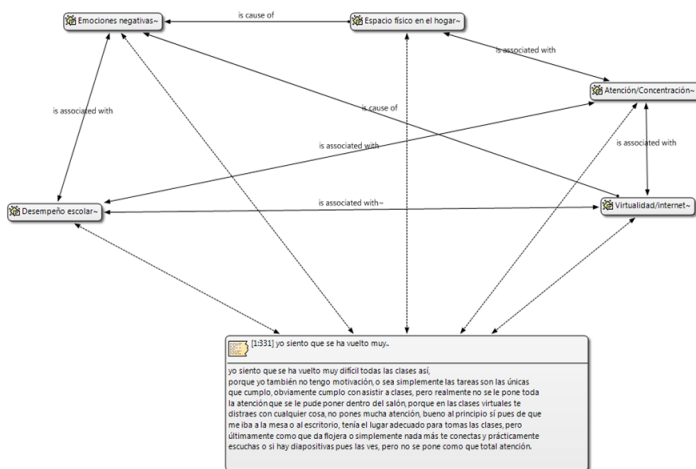 Emociones negativas~
is cause of
Espacio físico en el hogar~
is associated with
Atención/Concentración~
is associated with
is cause of
is associated with
is associated with
Desempeño escolar~
is associated with~
Virtualidad/internet~
[1:331] yo siento que se ha vuelto muy..
yo siento que se ha vuelto muy difícil todas las clases así,
porque yo también no tengo motivación, o sea simplemente las tareas son las únicas
que cumplo, obviamente cumplo con asistir a clases, pero realmente no se le pone toda
la atención que se le pude poner dentro del salón, porque en las clases virtuales te
distraes con cualquier cosa, no pones mucha atención, bueno al principio sí pues de que
me iba a la mesa o al escritorio, tenía el lugar adecuado para tomas las clases, pero
últimamente como que da flojera o simplemente nada más te conectas y prácticamente
escuchas o si hay diapositivas pues las ves, pero no se pone como que total atención.